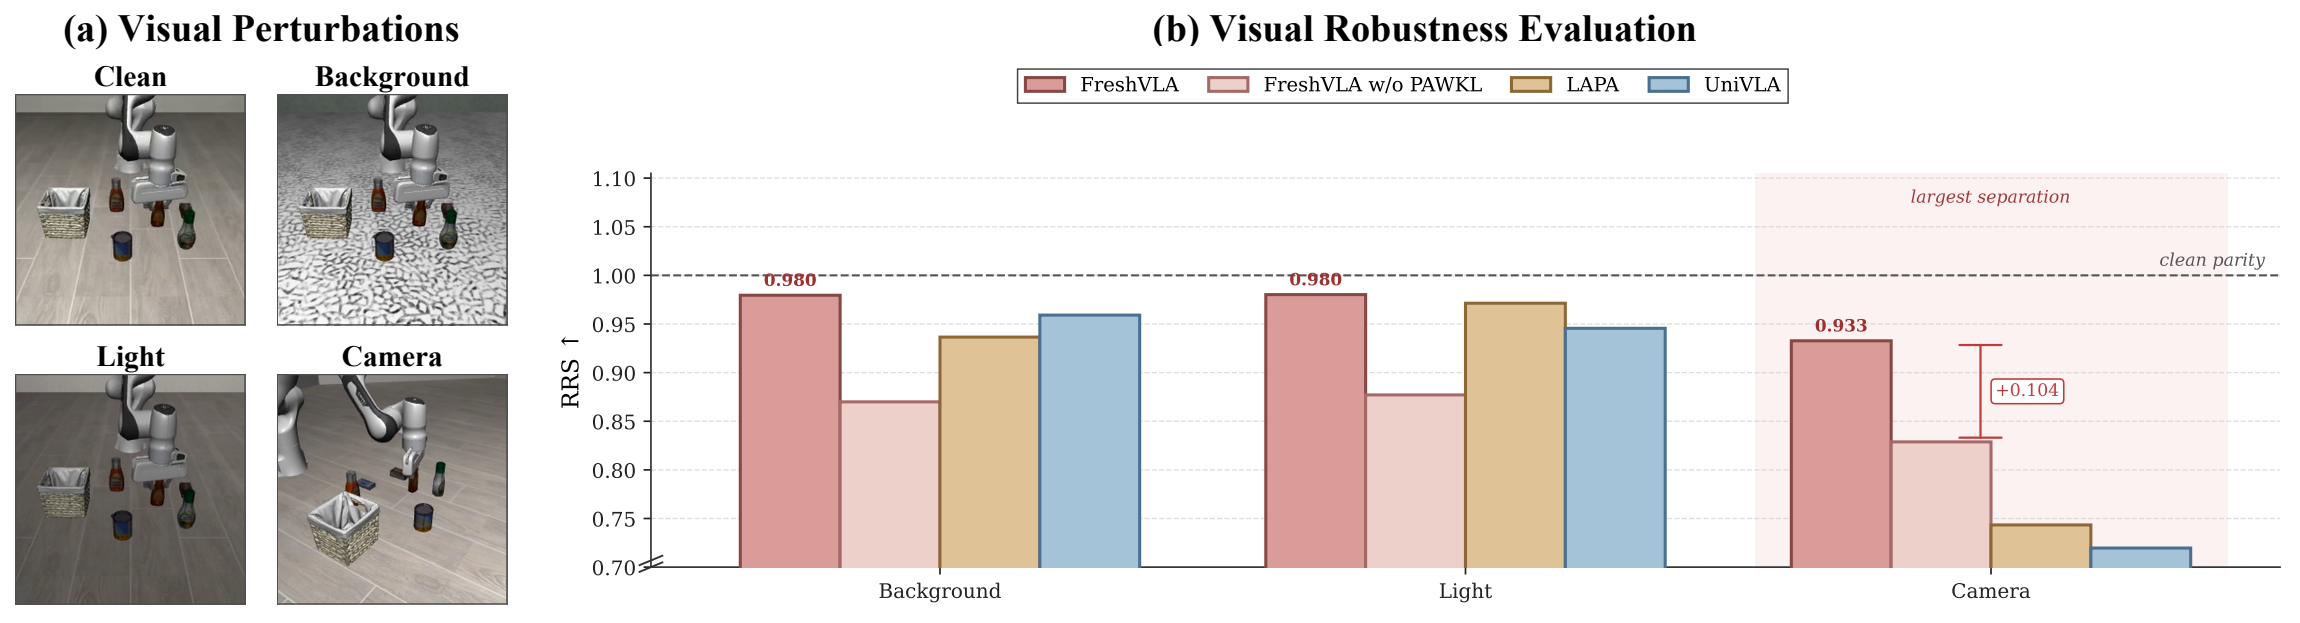 (a) Visual Perturbations
Clean
Background
Light
Camera
(b) Visual Robustness Evaluation
FreshVLA
FreshVLA w/o PAWKL
LAPA
UniVLA
RRS ↑
1.10
1.05
1.00
0.95
0.90
0.85
0.80
0.75
0.70
0.980
0.980
0.933
largest separation
clean parity
+0.104
Background
Light
Camera